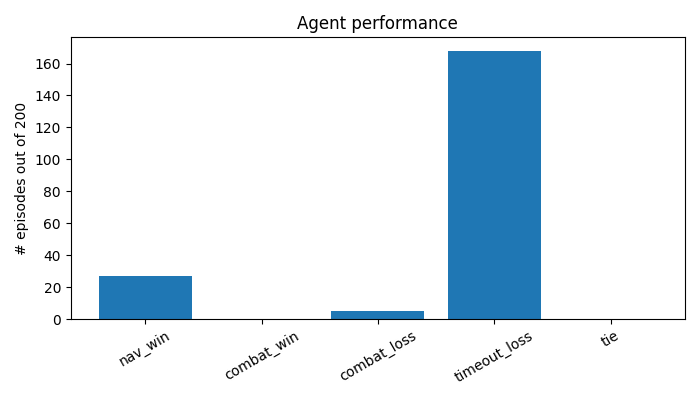 Agent performance
# episodes out of 200
160
140
120
100
80
60
40
20
0
nav_win
combat_win
combat_loss
timeout_loss
tie